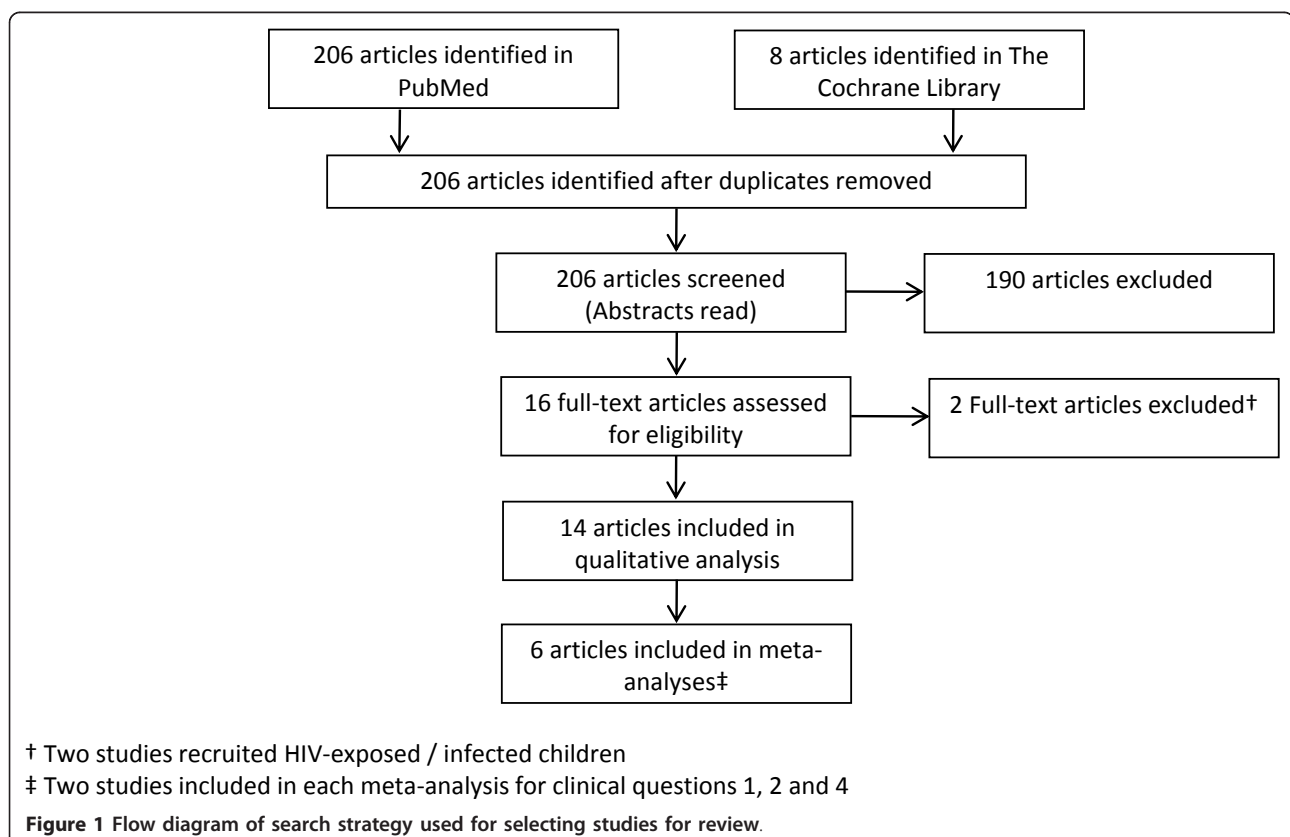 206 articles identified in
PubMed
8 articles identified in The
Cochrane Library
206 articles identified after duplicates removed
206 articles screened
(Abstracts read)
190 articles excluded
16 full-text articles assessed
for eligibility
2 Full-text articles excluded†
14 articles included in
qualitative analysis
6 articles included in meta-
analyses‡
† Two studies recruited HIV-exposed / infected children
‡ Two studies included in each meta-analysis for clinical questions 1, 2 and 4
Figure 1 Flow diagram of search strategy used for selecting studies for review.